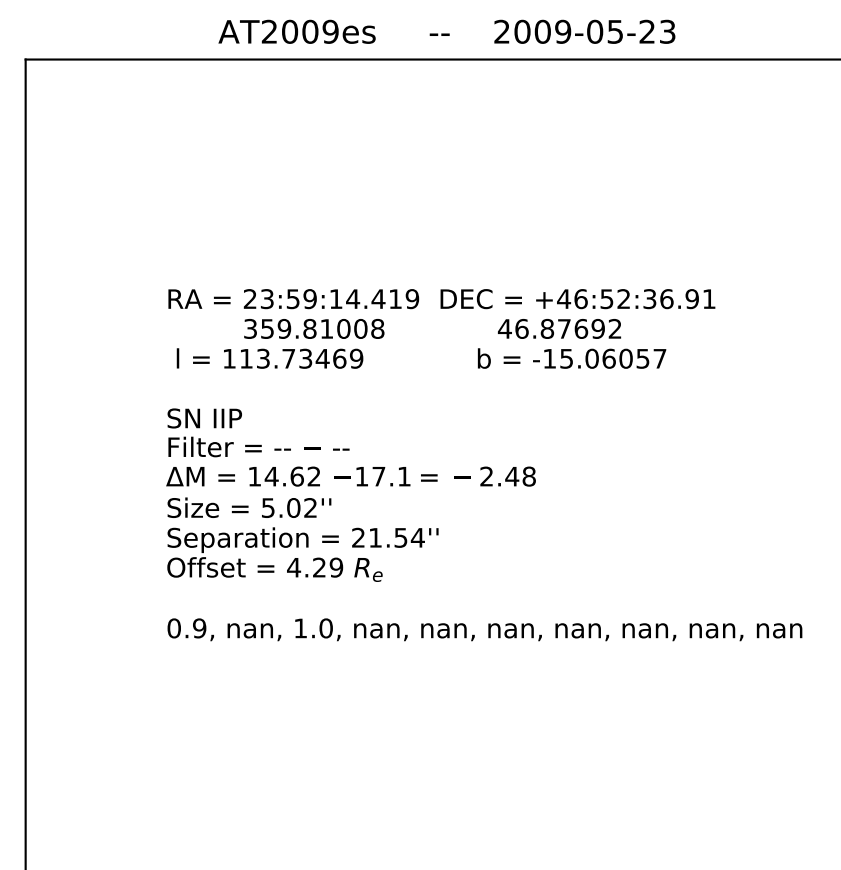 AT2009es -- 2009-05-23
RA = 23:59:14.419 DEC = +46:52:36.91
359.81008 46.87692
l = 113.73469 b = -15.06057
SN IIP
Filter = -- − --
ΔM = 14.62 −17.1 = − 2.48
Size = 5.02''
Separation = 21.54''
Offset = 4.29 Rₑ
0.9, nan, 1.0, nan, nan, nan, nan, nan, nan, nan